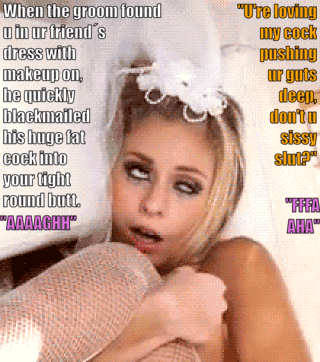 When the groom found
u in ur friend´s
dress with
makeup on,
he quickly
blackmailed
his huge fat
cock into
your tight
round butt.
"AAAAGHH"
"U're loving
my cock
pushing
ur guts
deep,
don't u
sissy
slut?"
"FFFA
AHA"